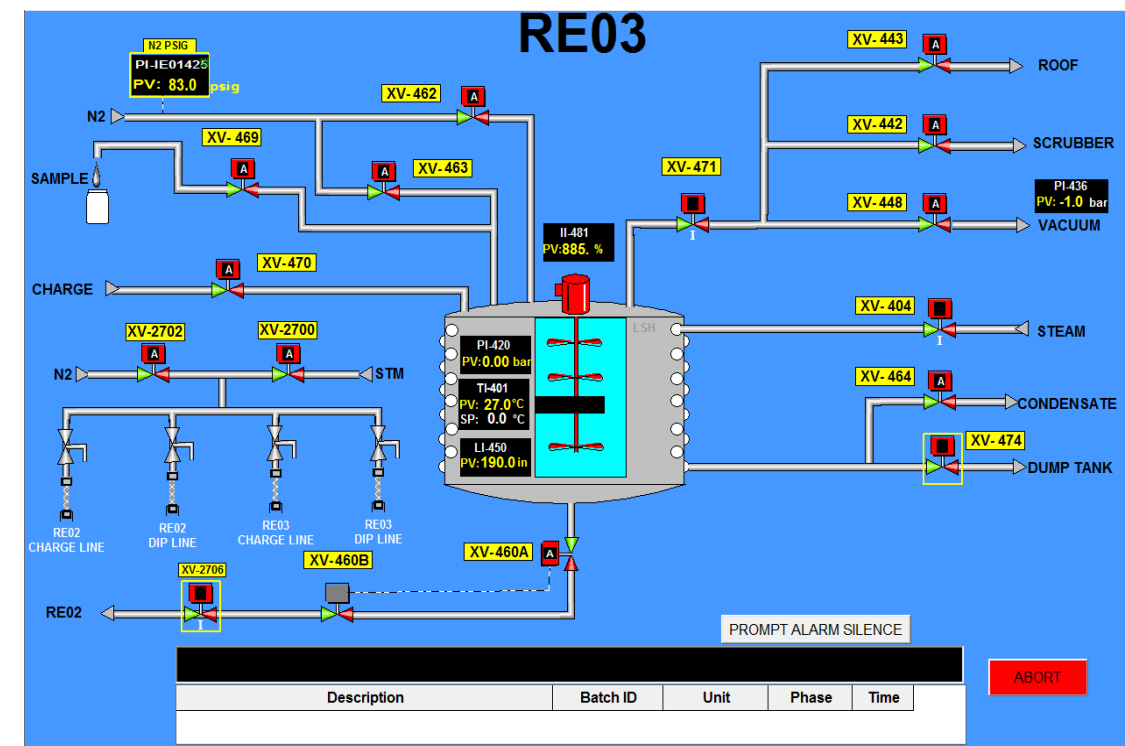 RE03
N2 PSIG
PI-IE01425
PV: 83.0 psig
XV- 443
A
ROOF
XV- 462
A
N2
XV- 469
A
XV- 442
A
SCRUBBER
SAMPLE
XV- 463
A
XV- 471
I
XV- 448
A
PI-436
PV: -1.0 bar
VACUUM
II-481
PV:885. %
XV- 470
A
CHARGE
XV- 404
I
STEAM
LSH
XV-2702
A
XV-2700
A
N2
STM
PI-420
PV:0.00 bar
TI-401
PV: 27.0°C
SP: 0.0 °C
LI-450
PV:190.0 in
XV- 464
A
CONDENSATE
XV- 474
DUMP TANK
RE02
CHARGE LINE
RE02
DIP LINE
RE03
CHARGE LINE
RE03
DIP LINE
XV-460A
A
XV-460B
XV-2706
I
RE02
PROMPT ALARM SILENCE
ABORT
Description Batch ID Unit Phase Time